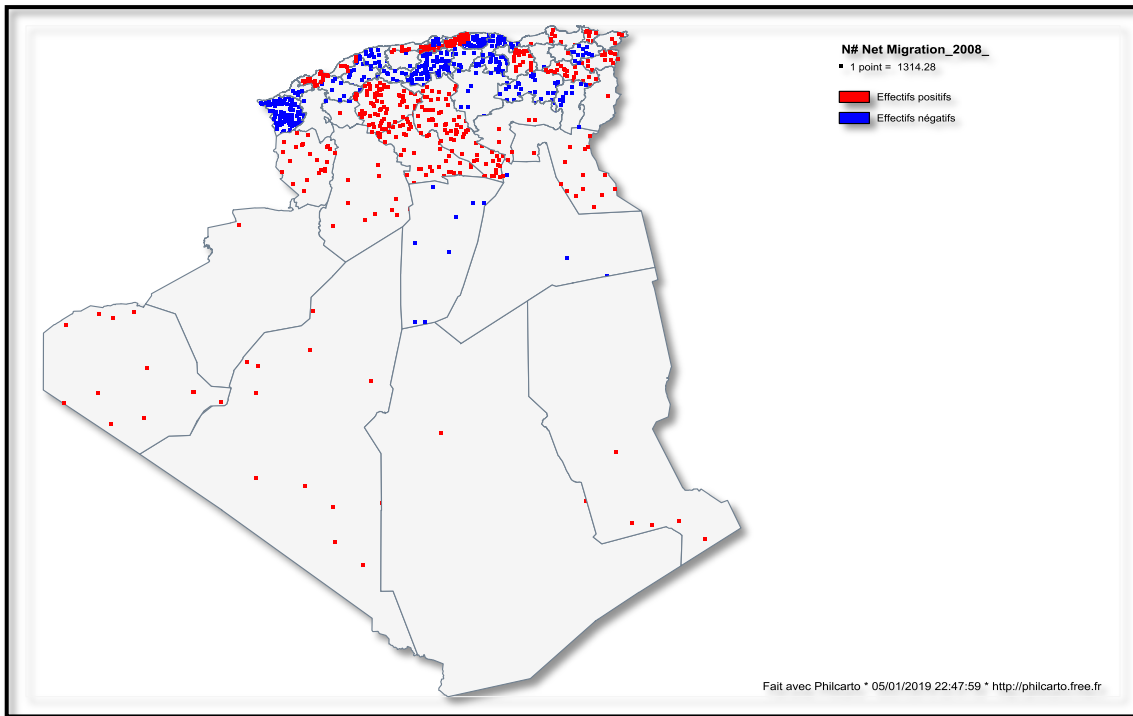 N# Net Migration_2008_
1 point = 1314.28
Effectifs positifs
Effectifs négatifs
Fait avec Philcarto * 05/01/2019 22:47:59 * http://philcarto.free.fr